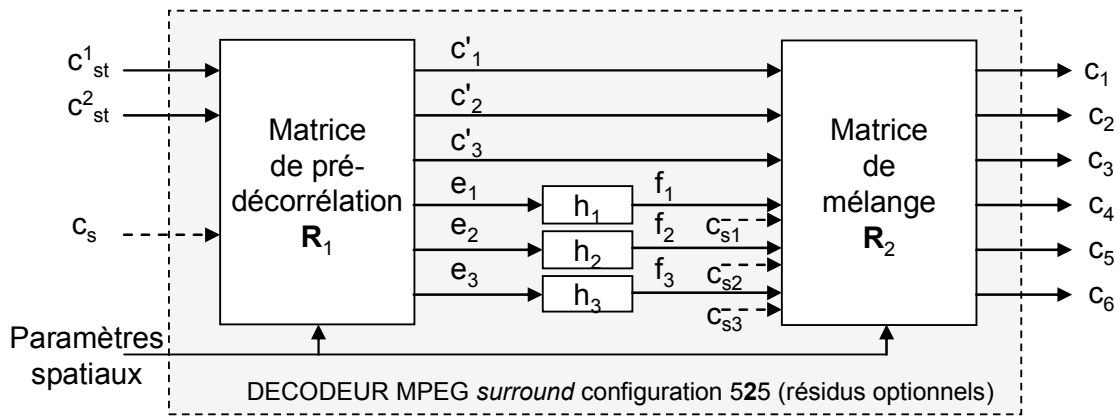 c¹st
c²st
cs
Paramètres
spatiaux
Matrice
de pré-
décorrélation
R₁
c'₁
c'₂
c'₃
e₁
e₂
e₃
h₁
h₂
h₃
f₁
cs1
f₂
cs2
f₃
cs3
Matrice
de
mélange
R₂
c₁
c₂
c₃
c₄
c₅
c₆
DECODEUR MPEG surround configuration 525 (résidus optionnels)